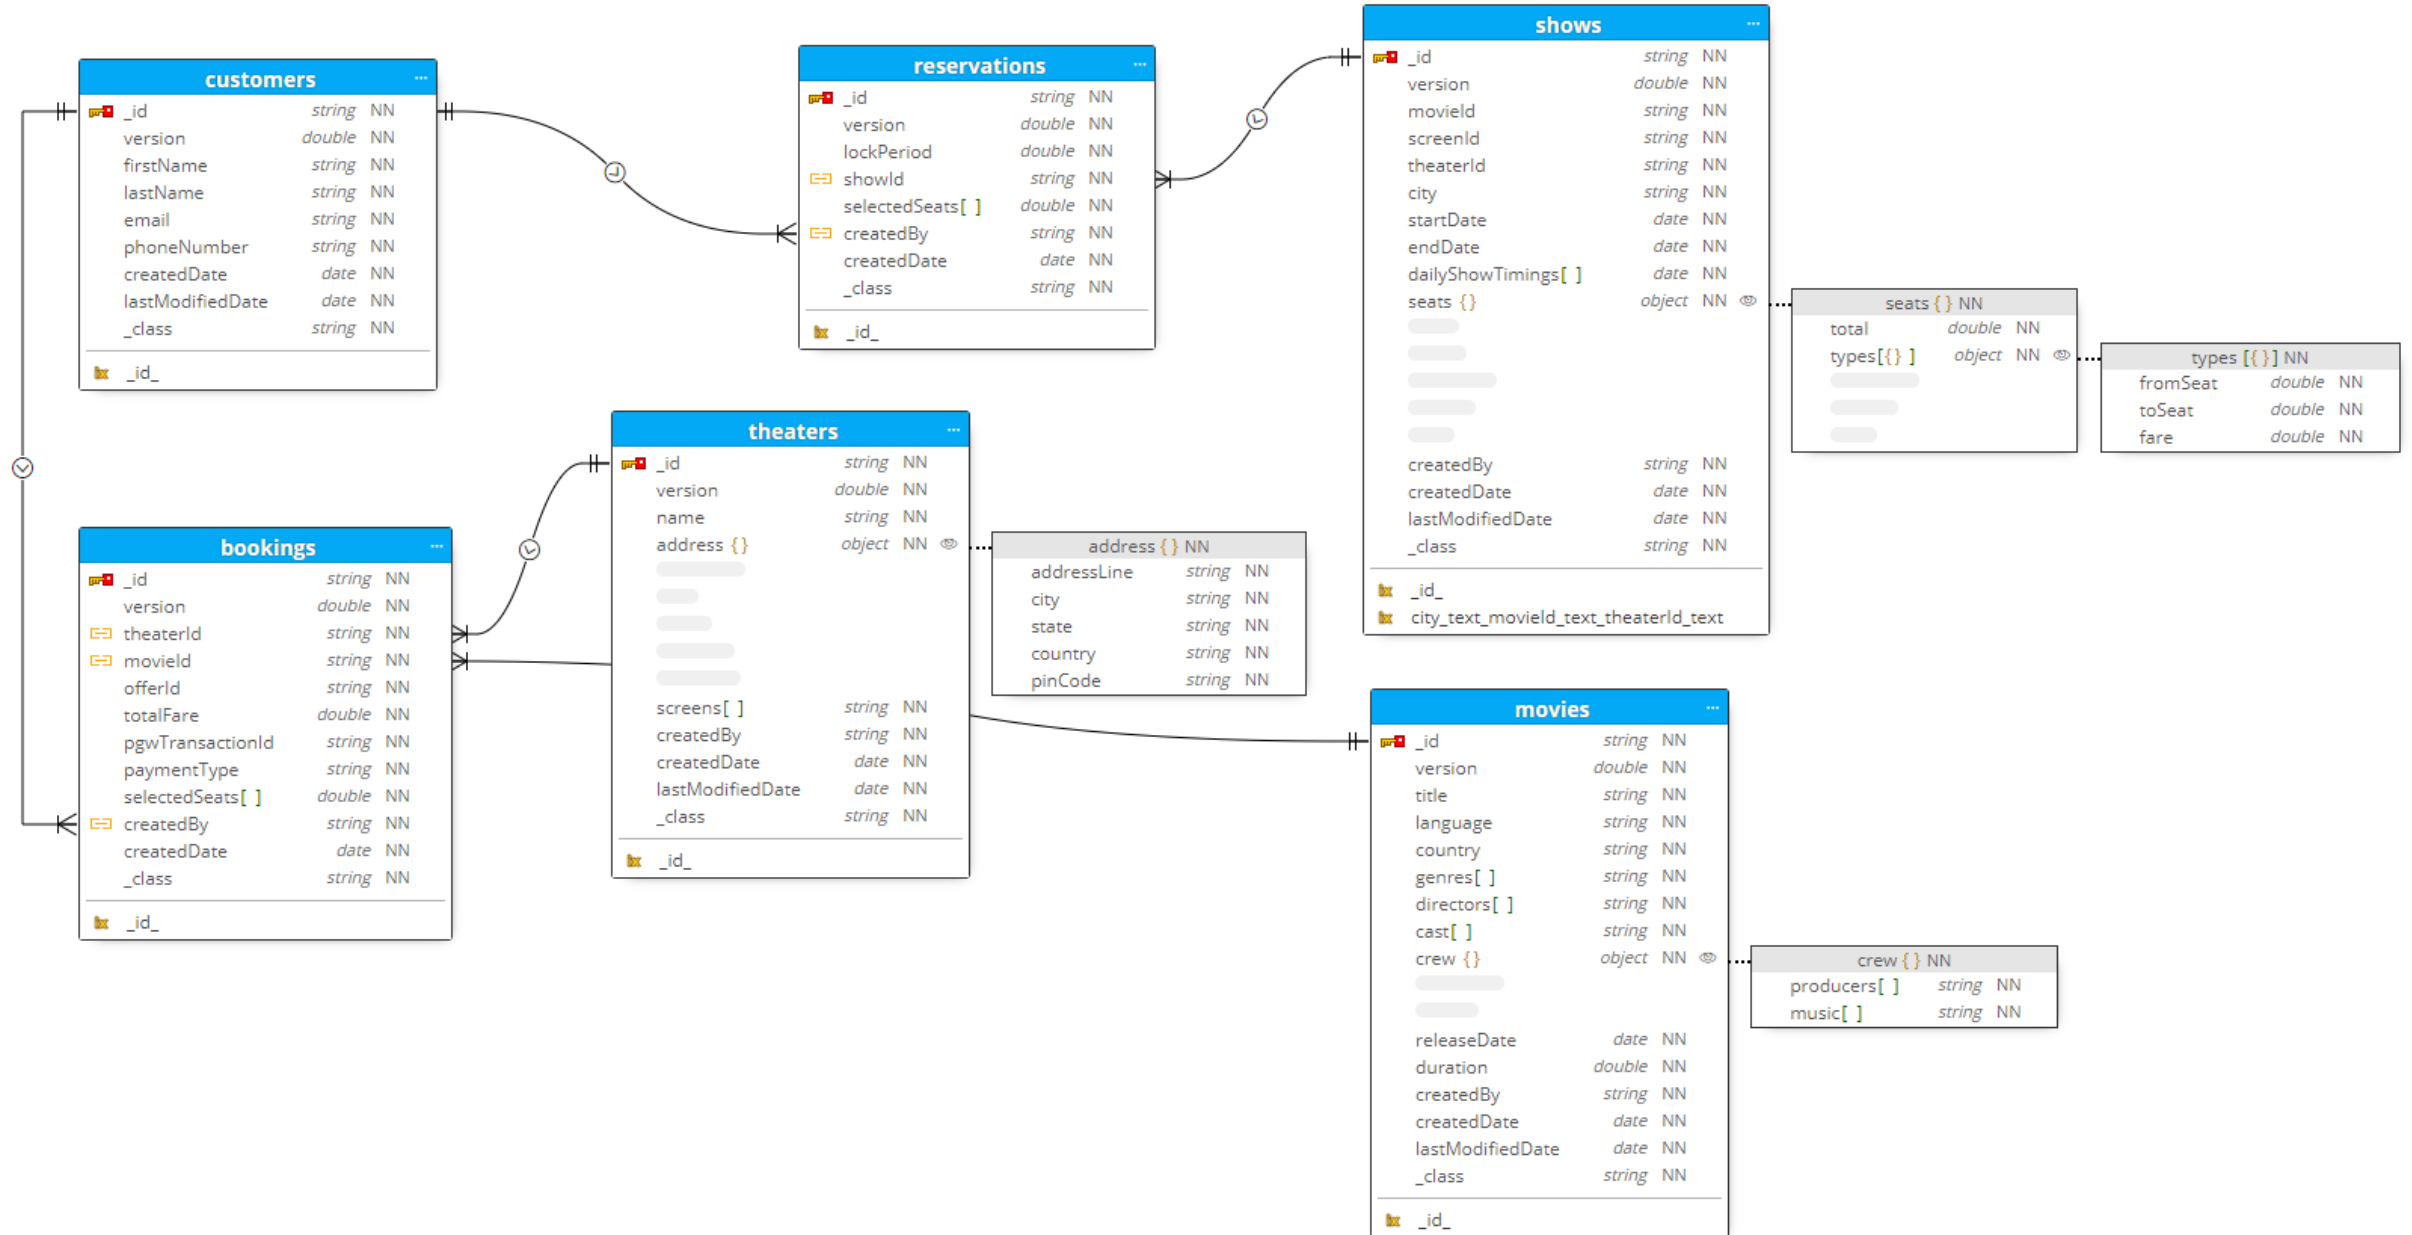 customers ...
_id string NN
version double NN
firstName string NN
lastName string NN
email string NN
phoneNumber string NN
createdDate date NN
lastModifiedDate date NN
_class string NN
_id_
reservations ...
_id string NN
version double NN
lockPeriod double NN
showId string NN
selectedSeats[ ] double NN
createdBy string NN
createdDate date NN
_class string NN
_id_
shows ...
_id string NN
version double NN
movieId string NN
screenId string NN
theaterId string NN
city string NN
startDate date NN
endDate date NN
dailyShowTimings[ ] date NN
seats {} object NN
createdBy string NN
createdDate date NN
lastModifiedDate date NN
_class string NN
_id_
city_text_movieId_text_theaterId_text
seats { } NN
total double NN
types[{} ] object NN
types [{ }] NN
fromSeat double NN
toSeat double NN
fare double NN
bookings ...
_id string NN
version double NN
theaterId string NN
movieId string NN
offerId string NN
totalFare double NN
pgwTransactionId string NN
paymentType string NN
selectedSeats[ ] double NN
createdBy string NN
createdDate date NN
_class string NN
_id_
theaters ...
_id string NN
version double NN
name string NN
address {} object NN
screens[ ] string NN
createdBy string NN
createdDate date NN
lastModifiedDate date NN
_class string NN
_id_
address { } NN
addressLine string NN
city string NN
state string NN
country string NN
pinCode string NN
movies ...
_id string NN
version double NN
title string NN
language string NN
country string NN
genres[ ] string NN
directors[ ] string NN
cast[ ] string NN
crew {} object NN
releaseDate date NN
duration double NN
createdBy string NN
createdDate date NN
lastModifiedDate date NN
_class string NN
_id_
crew { } NN
producers[ ] string NN
music[ ] string NN